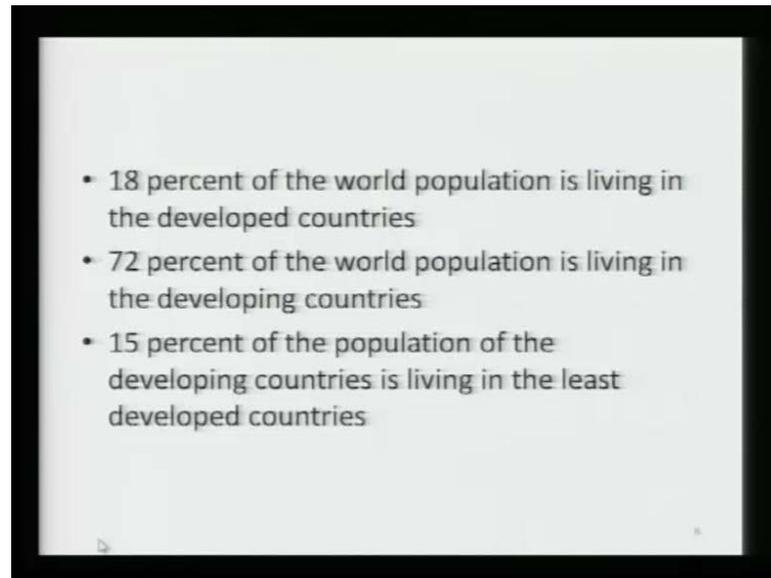 • 18 percent of the world population is living in
the developed countries
• 72 percent of the world population is living in
the developing countries
• 15 percent of the population of the
developing countries is living in the least
developed countries